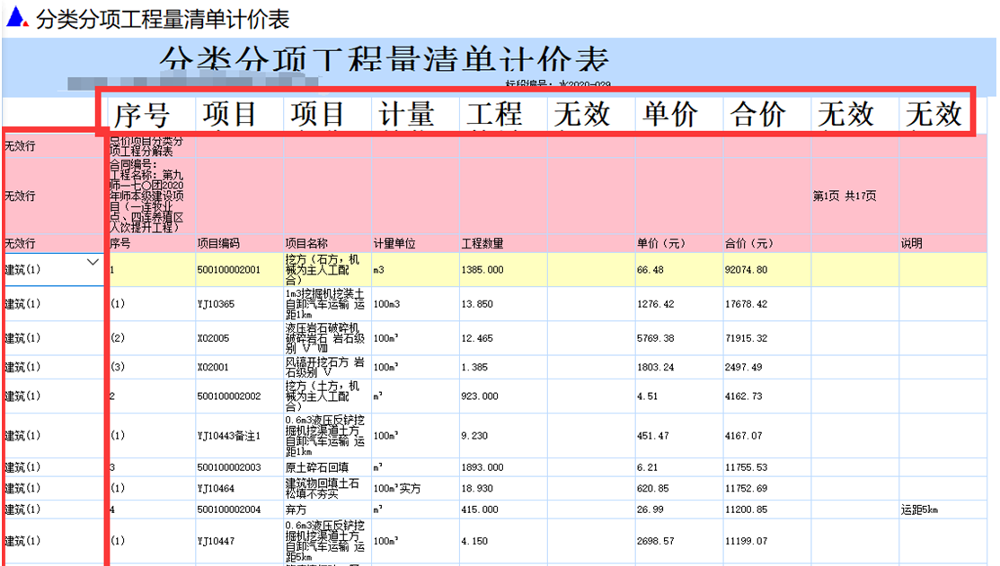 分类分项工程量清单计价表
分类分项工程量清单计价表
标段编号：水2020-029
序号 项目 项目 计量 工程 无效 单价 合价 无效 无效
无效行 总价项目分类分
项工程分解表
无效行 合同编号：
工程名称：第九
师一七〇团2020
年师本级建设项
目（一连牧业
点、四连养殖区
人饮提升工程） 第1页 共17页
无效行 序号 项目编码 项目名称 计量单位 工程数量 单价（元） 合价（元） 说明
建筑(1) 1 500100002001 挖方（石方，机
械为主人工配
合） m3 1385.000 66.48 92074.80
建筑(1) (1) YJ10365 1m3挖掘机挖装土
自卸汽车运输 运
距1km 100m3 13.850 1276.42 17678.42
建筑(1) (2) X02005 液压岩石破碎机
破碎岩石 岩石级
别 Ⅴ Ⅷ 100m³ 12.465 5769.38 71915.32
建筑(1) (3) X02001 风镐开挖石方 岩
石级别 Ⅴ 100m³ 1.385 1803.24 2497.49
建筑(1) 2 500100002002 挖方（土方，机
械为主人工配
合） m³ 923.000 4.51 4162.73
建筑(1) (1) YJ10443备注1 0.6m3液压反铲挖
掘机挖渠道土方
自卸汽车运输 运
距1km 100m³ 9.230 451.47 4167.07
建筑(1) 3 500100002003 原土碎石回填 m³ 1893.000 6.21 11755.53
建筑(1) (1) YJ10464 建筑物回填土石
松填不夯实 100m³实方 18.930 620.85 11752.69
建筑(1) 4 500100002004 弃方 m³ 415.000 26.99 11200.85 运距5km
建筑(1) (1) YJ10447 0.6m3液压反铲挖
掘机挖渠道土方
自卸汽车运输 运
距5km 100m³ 4.150 2698.57 11199.07